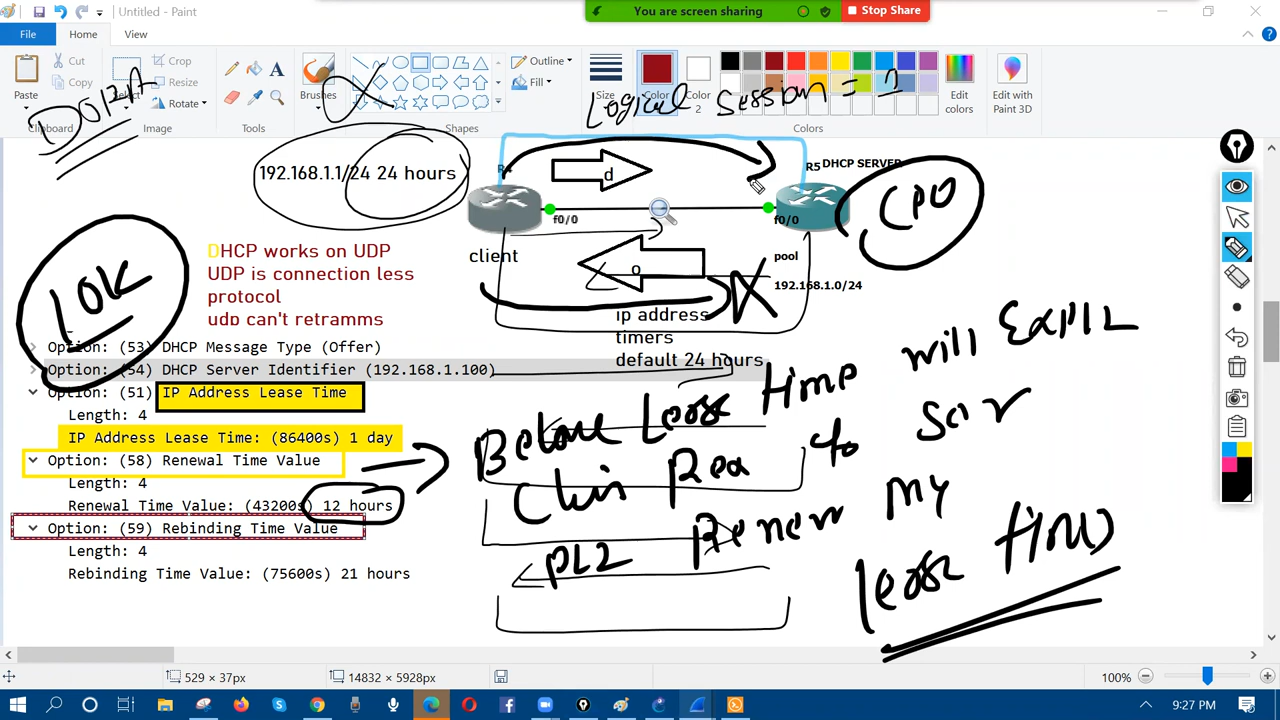 Untitled - Paint
You are screen sharing
Stop Share
File
Home
View
Paste
Cut
Copy
Clipboard
Select
Crop
Resize
Rotate
Image
Tools
Brushes
Shapes
Outline
Fill
Size
Color
1
Color
2
Colors
Edit
colors
Edit with
Paint 3D
DORA
Logical Session = 1
192.168.1.1/24 24 hours
d
R5
DHCP SERVER
f0/0
f0/0
CPU
client
o
pool
192.168.1.0/24
DHCP works on UDP
UDP is connection less
protocol
udp can't retramms
ip address
timers
default 24 hours
10K
Option: (53) DHCP Message Type (Offer)
Option: (54) DHCP Server Identifier (192.168.1.100)
Option: (51) IP Address Lease Time
Length: 4
IP Address Lease Time: (86400s) 1 day
Option: (58) Renewal Time Value
Length: 4
Renewal Time Value: (43200s) 12 hours
Option: (59) Rebinding Time Value
Length: 4
Rebinding Time Value: (75600s) 21 hours
Before Lease time will
to
my
lease
529 × 37px
14832 × 5928px
100%
9:27 PM